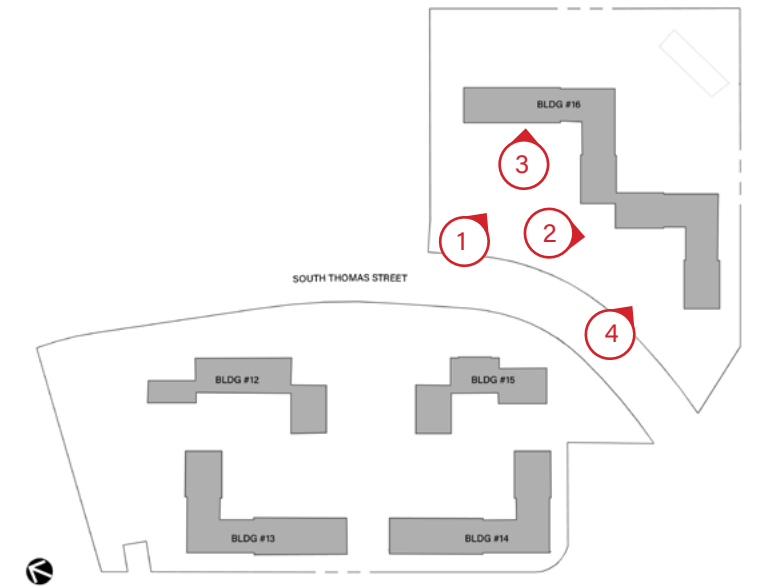 BLDG #16
3
1
2
SOUTH THOMAS STREET
4
BLDG #12
BLDG #15
BLDG #13
BLDG #14